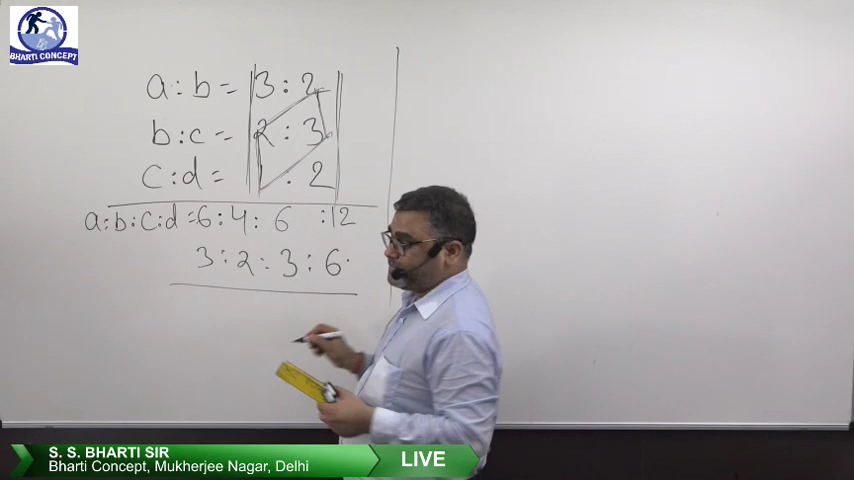 BHARTI CONCEPT
a : b = 3 : 2
b : c = 2 : 3
c : d = 1 : 2
a : b : c : d = 6 : 4 : 6 : 12
3 : 2 : 3 : 6
S. S. BHARTI SIR
Bharti Concept, Mukherjee Nagar, Delhi
LIVE